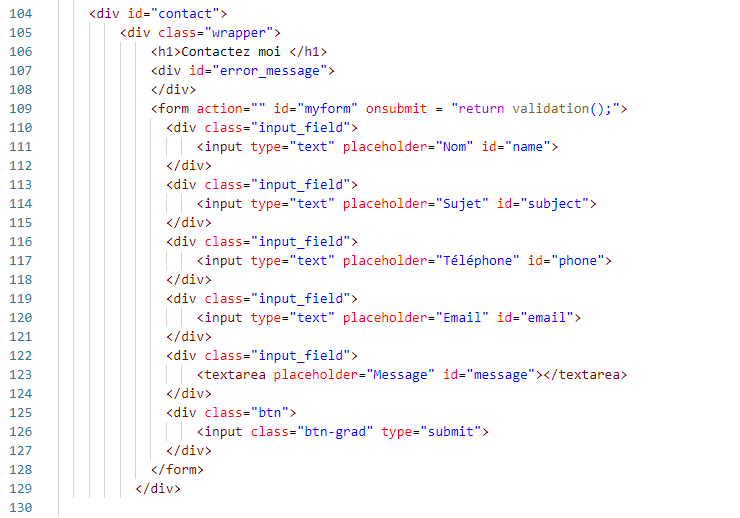 104 <div id="contact">
105 <div class="wrapper">
106 <h1>Contactez moi </h1>
107 <div id="error_message">
108 </div>
109 <form action="" id="myform" onsubmit = "return validation();">
110 <div class="input_field">
111 <input type="text" placeholder="Nom" id="name">
112 </div>
113 <div class="input_field">
114 <input type="text" placeholder="Sujet" id="subject">
115 </div>
116 <div class="input_field">
117 <input type="text" placeholder="Téléphone" id="phone">
118 </div>
119 <div class="input_field">
120 <input type="text" placeholder="Email" id="email">
121 </div>
122 <div class="input_field">
123 <textarea placeholder="Message" id="message"></textarea>
124 </div>
125 <div class="btn">
126 <input class="btn-grad" type="submit">
127 </div>
128 </form>
129 </div>
130